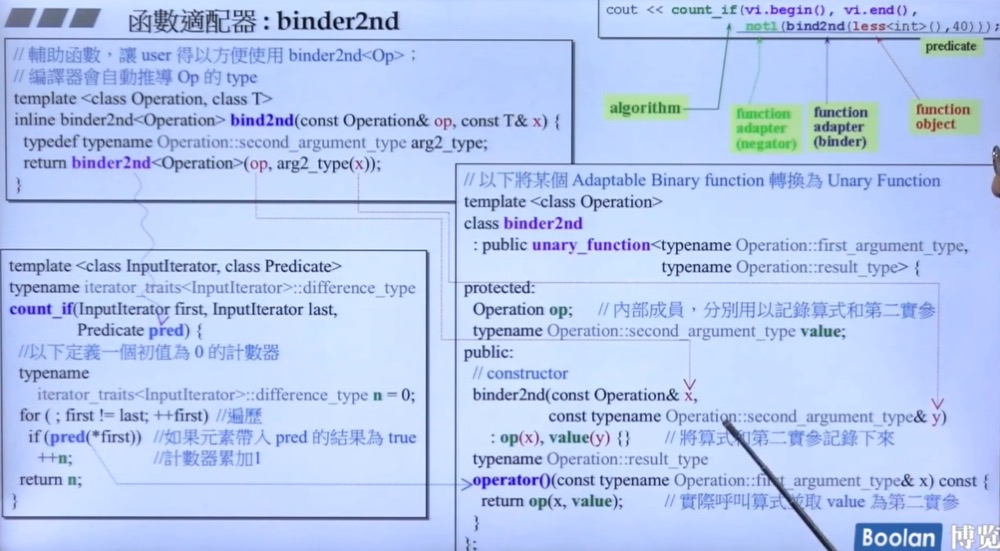 函數適配器 : binder2nd
cout << count_if(vi.begin(), vi.end(),
not1(bind2nd(less<int>(),40)));
predicate
algorithm
function
adapter
(negator)
function
adapter
(binder)
function
object
// 輔助函數，讓 user 得以方便使用 binder2nd<Op>；
// 編譯器會自動推導 Op 的 type
template <class Operation, class T>
inline binder2nd<Operation> bind2nd(const Operation& op, const T& x) {
typedef typename Operation::second_argument_type arg2_type;
return binder2nd<Operation>(op, arg2_type(x));
}
template <class InputIterator, class Predicate>
typename iterator_traits<InputIterator>::difference_type
count_if(InputIterator first, InputIterator last,
Predicate pred) {
//以下定義一個初值為 0 的計數器
typename
iterator_traits<InputIterator>::difference_type n = 0;
for ( ; first != last; ++first) //遍歷
if (pred(*first)) //如果元素帶入 pred 的結果為 true
++n; //計數器累加1
return n;
}
// 以下將某個 Adaptable Binary function 轉換為 Unary Function
template <class Operation>
class binder2nd
: public unary_function<typename Operation::first_argument_type,
typename Operation::result_type> {
protected:
Operation op; // 內部成員，分別用以記錄算式和第二實參
typename Operation::second_argument_type value;
public:
// constructor
binder2nd(const Operation& x,
const typename Operation::second_argument_type& y)
: op(x), value(y) {} // 將算式和第二實參記錄下來
typename Operation::result_type
operator()(const typename Operation::first_argument_type& x) const {
return op(x, value); // 實際呼叫算式並取 value 為第二實參
}
};
Boolan 博览